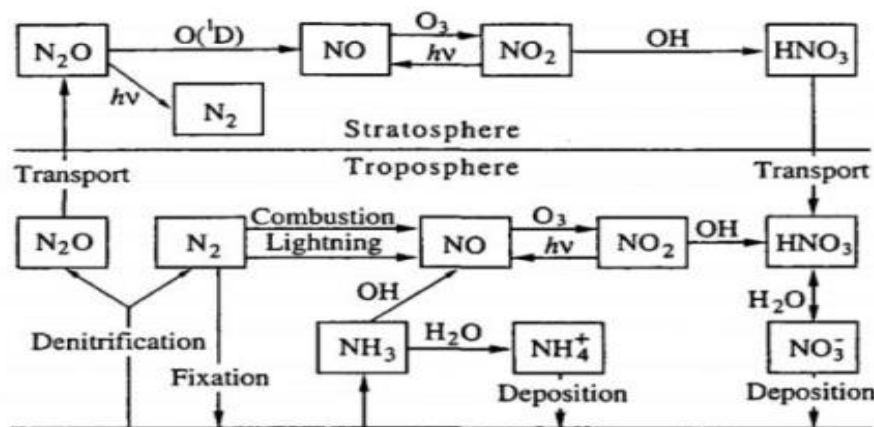 O(¹D) O₃ OH
N₂O NO NO₂ HNO₃
hν hν
N₂
Stratosphere
Troposphere
Transport Transport
Combustion O₃ OH
N₂O N₂ Lightning NO hν NO₂ HNO₃
OH H₂O
Denitrification NH₃ H₂O NH₄⁺ NO₃⁻
Fixation Deposition Deposition